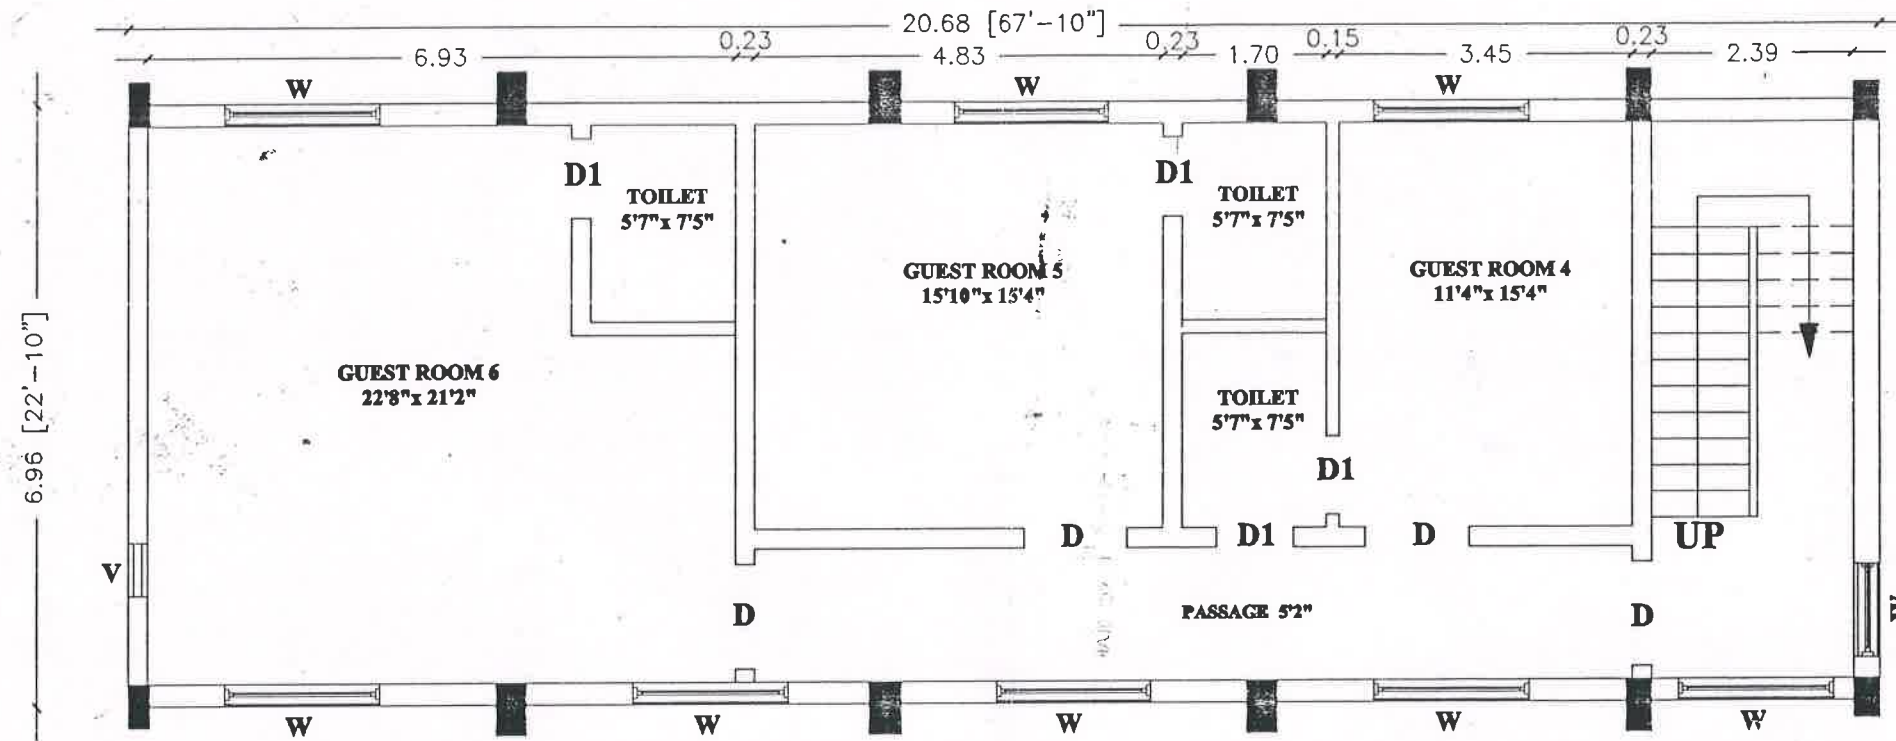 20.68 [67'-10"]
6.93 0.23 4.83 0.23 1.70 0.15 3.45 0.23 2.39
W W W
D1 D1
TOILET
5'7"x 7'5"
TOILET
5'7"x 7'5"
GUEST ROOM 5
15'10"x 15'4"
GUEST ROOM 4
11'4"x 15'4"
6.96 [22'-10"]
GUEST ROOM 6
22'8"x 21'2"
TOILET
5'7"x 7'5"
D1
D D1 D UP
V
D PASSAGE 5'2" D W
W W W W W